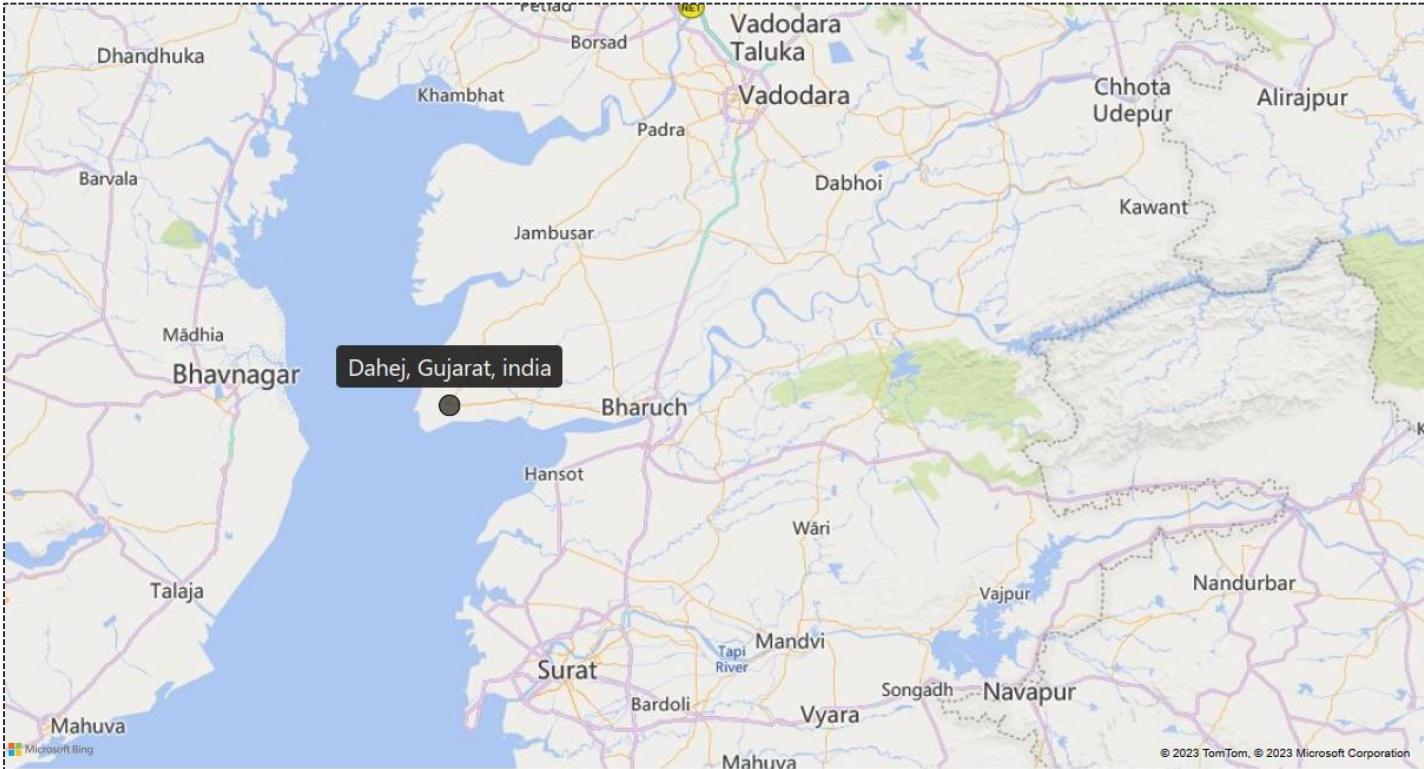 Petlad
NE1
Vadodara
Taluka
Borsad
Dhandhuka
Khambhat
Vadodara
Chhota
Udepur
Alirajpur
Padra
Barvala
Dabhoi
Kawant
Jambusar
Mādhia
Bhavnagar
Dahej, Gujarat, india
Bharuch
Hansot
Wāri
Talaja
Vajpur
Nandurbar
Mandvi
Tapi
River
Surat
Songadh
Navapur
Bardoli
Vyara
Mahuva
Mahuva
Microsoft Bing
© 2023 TomTom, © 2023 Microsoft Corporation